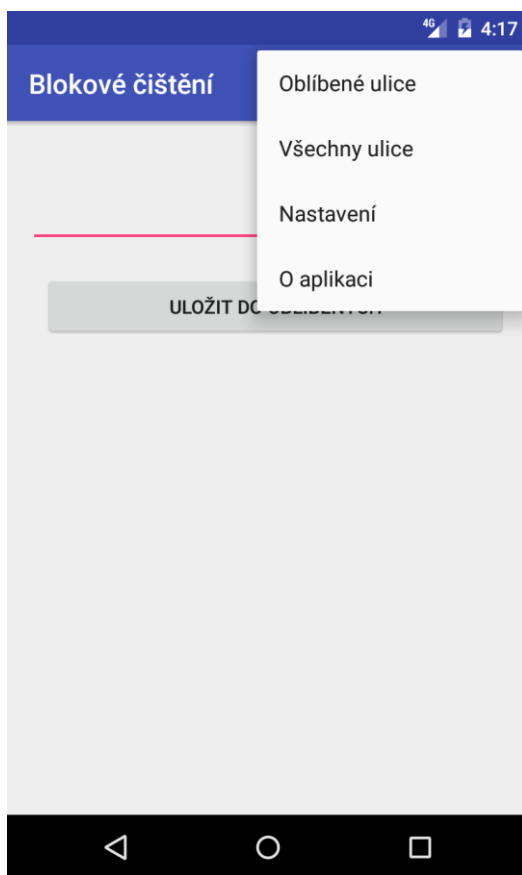 4G 4:17
Blokové čištění
Oblíbené ulice
Všechny ulice
Nastavení
O aplikaci
ULOŽIT DO